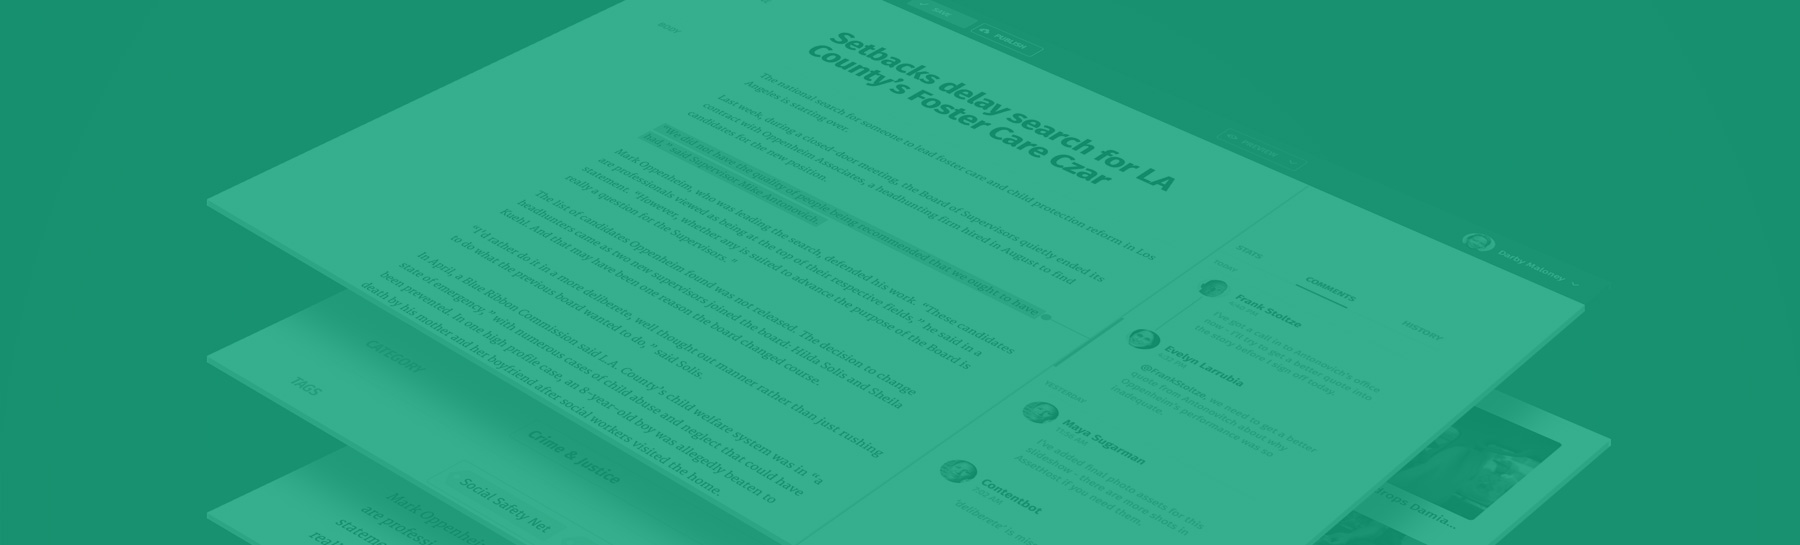 BODY
PUBLISH
Setbacks delay search for LA
County's Foster Care Czar
The national search for someone to lead foster care and child protection reform in Los
Angeles is starting over.
Last week, during a closed-door meeting, the Board of Supervisors quietly ended its
contract with Oppenheim Associates, a headhunting firm hired in August to find
candidates for the new position.
"We did not have the quality of people being recommended that we ought to have
had," said Supervisor Mike Antonovich.
Mark Oppenheim, who was leading the search, defended his work. "These candidates
are professionals viewed as being at the top of their respective fields," he said in a
statement. "However, whether any is suited to advance the purpose of the Board is
really a question for the Supervisors."
The list of candidates Oppenheim found was not released. The decision to change
headhunters came as two new supervisors joined the board: Hilda Solis and Sheila
Kuehl. And that may have been one reason the board changed course.
"I'd rather do it in a more deliberate, well thought out manner rather than just rushing
to do what the previous board wanted to do," said Solis.
In April, a Blue Ribbon Commission said L.A. County's child welfare system was in "a
state of emergency," with numerous cases of child abuse and neglect that could have
been prevented. In one high profile case, an 8-year-old boy was allegedly beaten to
death by his mother and her boyfriend after social workers visited the home.
Darby Maloney
STATS
COMMENTS
HISTORY
TODAY
Frank Stoltze
I've got a call in to Antonovich's office
now. I'll try to get a better quote into
the story before I sign off today.
Evelyn Larrubia
@FrankStoltze, we need to get a better
quote from Antonovich about why
Oppenheim's performance was so
inadequate.
YESTERDAY
Maya Sugarman
I've added final photo assets for this
slideshow - there are more shots in
AssetHost if you need them.
Contentbot
CATEGORY
TAGS
Crime & Justice
Social Safety Net
Mark Oppenhei
are professi
stateme
reall
rops Damia...